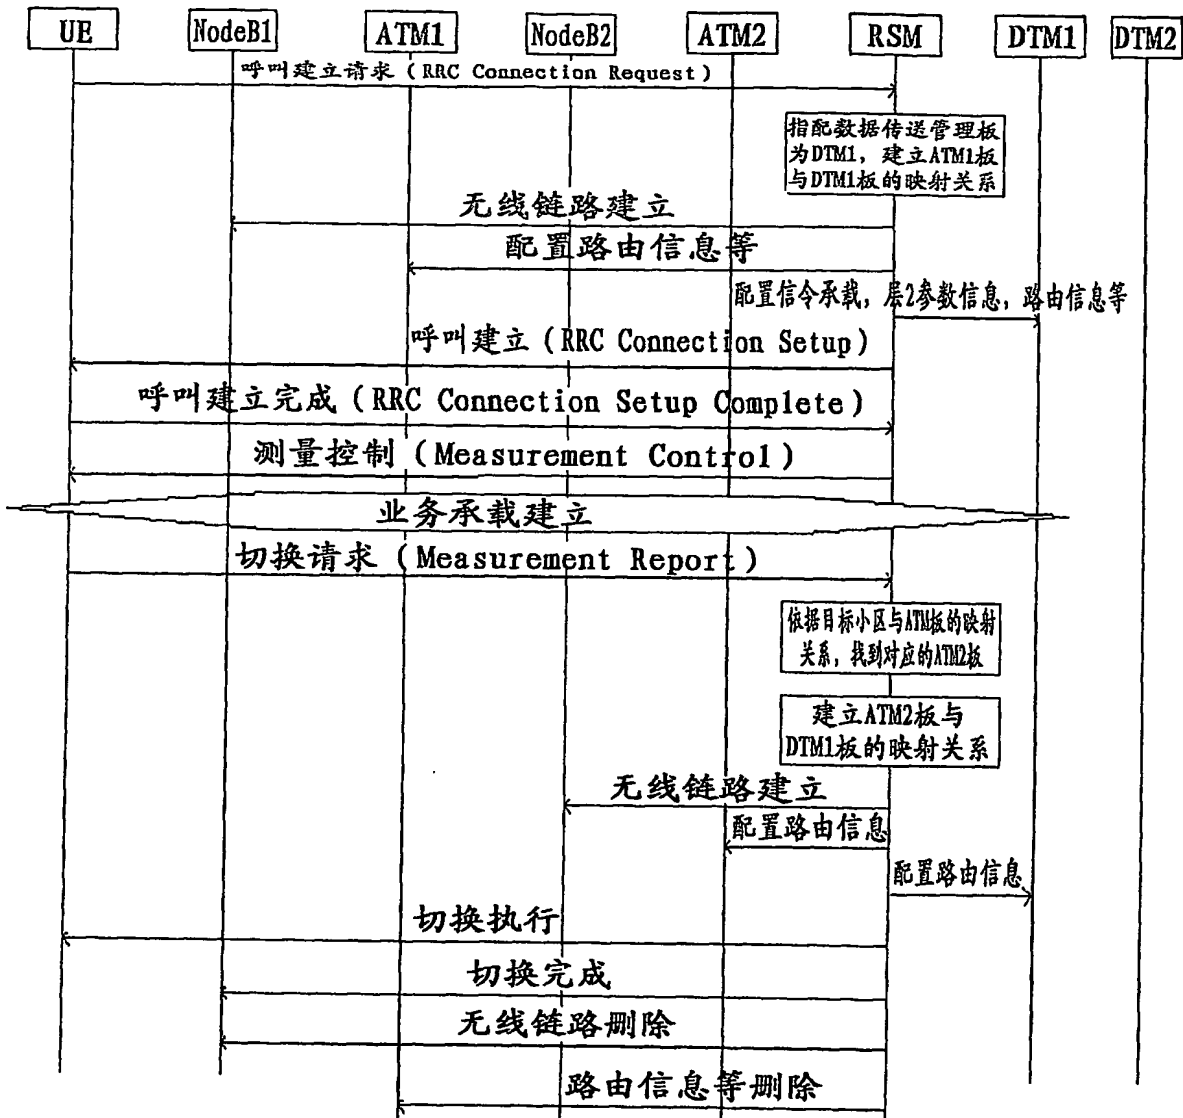 UE NodeB1 ATM1 NodeB2 ATM2 RSM DTM1 DTM2
呼叫建立请求 (RRC Connection Request)
指配数据传送管理板
为DTM1, 建立ATM1板
与DTM1板的映射关系
无线链路建立
配置路由信息等
配置信令承载, 层2参数信息, 路由信息等
呼叫建立 (RRC Connection Setup)
呼叫建立完成 (RRC Connection Setup Complete)
测量控制 (Measurement Control)
业务承载建立
切换请求 (Measurement Report)
依据目标小区与ATM板的映射
关系, 找到对应的ATM2板
建立ATM2板与
DTM1板的映射关系
无线链路建立
配置路由信息
配置路由信息
切换执行
切换完成
无线链路删除
路由信息等删除